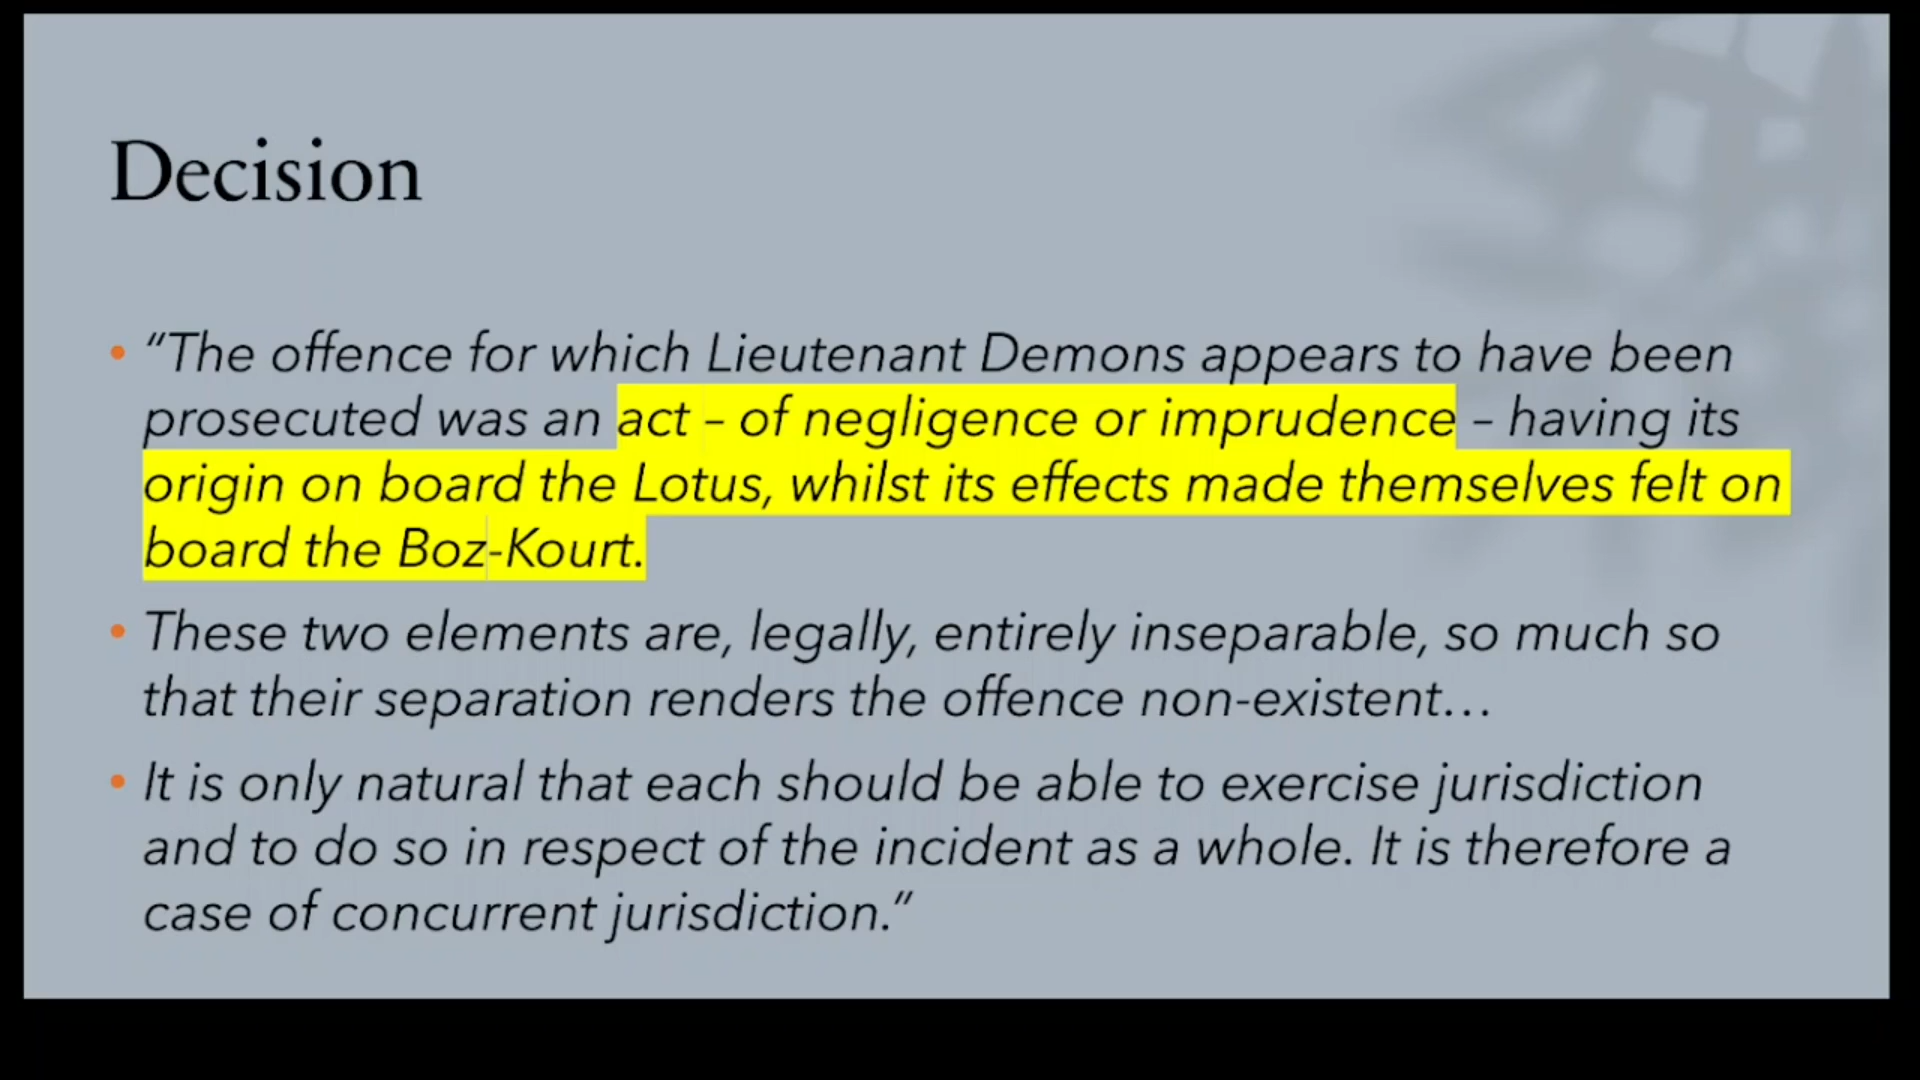 Decision
• “The offence for which Lieutenant Demons appears to have been
prosecuted was an act – of negligence or imprudence – having its
origin on board the Lotus, whilst its effects made themselves felt on
board the Boz-Kourt.
• These two elements are, legally, entirely inseparable, so much so
that their separation renders the offence non-existent…
• It is only natural that each should be able to exercise jurisdiction
and to do so in respect of the incident as a whole. It is therefore a
case of concurrent jurisdiction.”